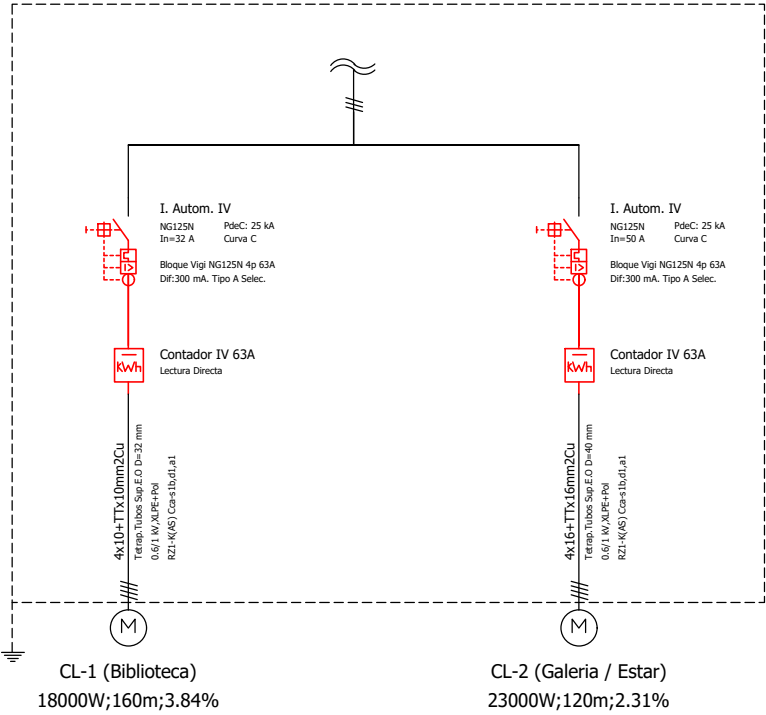 I. Autom. IV
NG125N PdeC: 25 kA
In=32 A Curva C
Bloque Vigi NG125N 4p 63A
Dif:300 mA. Tipo A Selec.
KWh
Contador IV 63A
Lectura Directa
4x10+TTx10mm2Cu
Tetrap.Tubos Sup.E.O D=32 mm
0.6/1 kV,XLPE+Pol
RZ1-K(AS) Cca-s1b,d1,a1
M
CL-1 (Biblioteca)
18000W;160m;3.84%
I. Autom. IV
NG125N PdeC: 25 kA
In=50 A Curva C
Bloque Vigi NG125N 4p 63A
Dif:300 mA. Tipo A Selec.
KWh
Contador IV 63A
Lectura Directa
4x16+TTx16mm2Cu
Tetrap.Tubos Sup.E.O D=40 mm
0.6/1 kV,XLPE+Pol
RZ1-K(AS) Cca-s1b,d1,a1
M
CL-2 (Galeria / Estar)
23000W;120m;2.31%